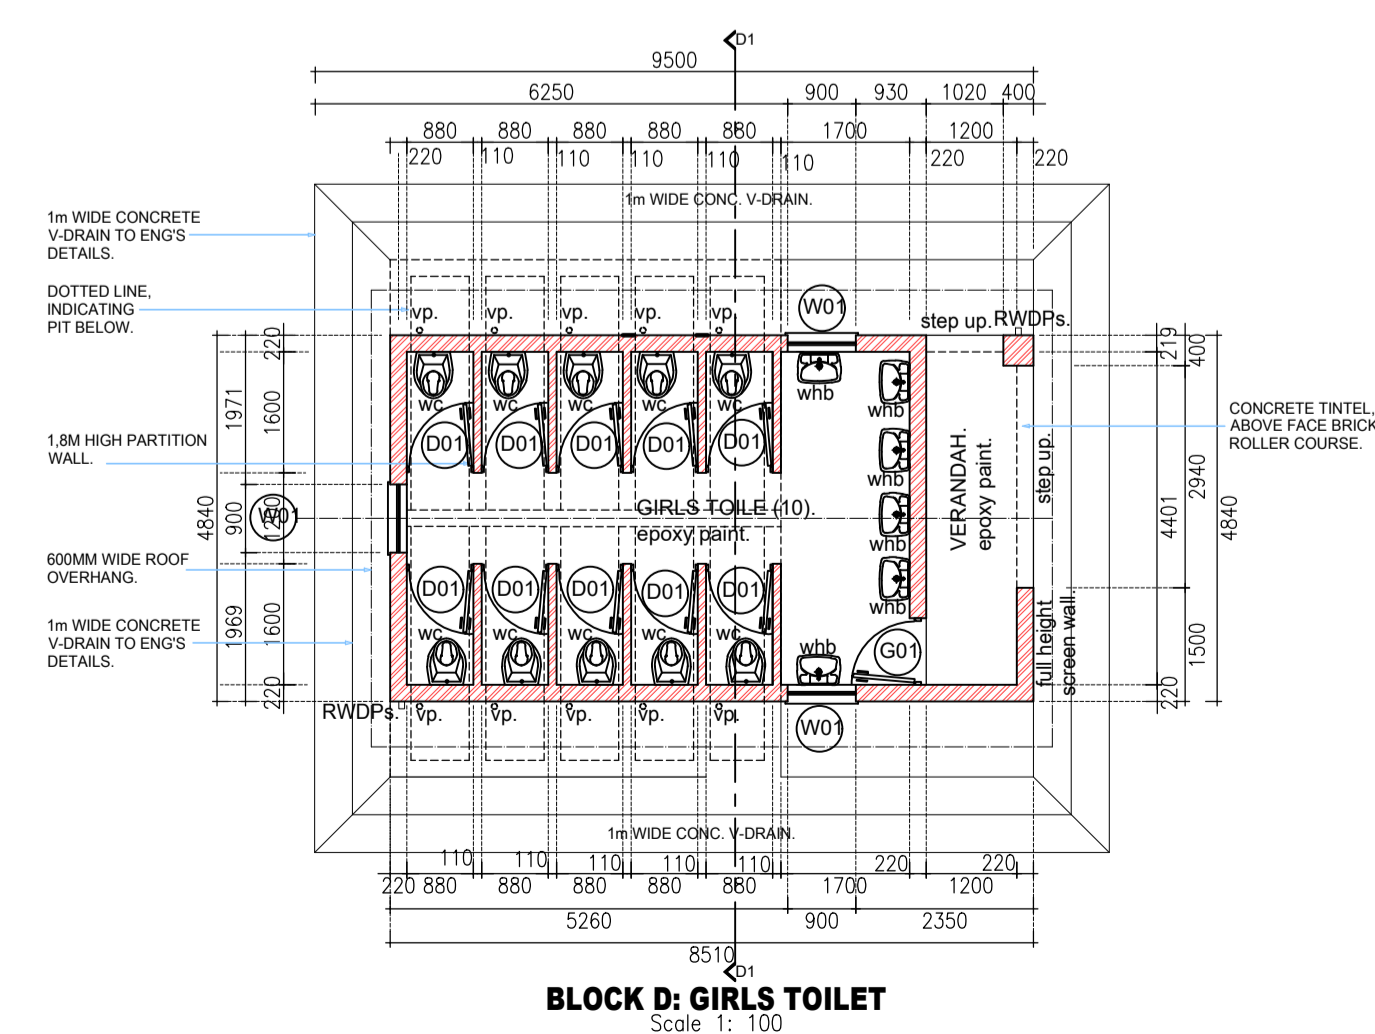 D1
9500
6250
900
930
1020
400
880
880
880
880
880
1700
1200
220
110
110
110
110
110
220
220
1m WIDE CONC. V-DRAIN.
1m WIDE CONCRETE
V-DRAIN TO ENG'S
DETAILS.
DOTTED LINE,
INDICATING
PIT BELOW.
vp.
vp.
vp.
vp.
vp.
W01
step up.
RWDPs.
220
219
400
1971
1600
wc
wc
wc
wc
wc
whb
whb
CONCRETE TINTEL,
ABOVE FACE BRICK
ROLLER COURSE.
1,8M HIGH PARTITION
WALL.
D01
D01
D01
D01
D01
whb
VERANDAH.
epoxy paint.
step up.
2940
4840
900
W01
GIRLS TOILE (10).
epoxy paint.
whb
whb
4401
4840
600MM WIDE ROOF
OVERHANG.
D01
D01
D01
D01
D01
1m WIDE CONCRETE
V-DRAIN TO ENG'S
DETAILS.
1969
1600
wc
wc
wc
wc
wc
whb
G01
full height
screen wall.
1500
220
220
RWDPs.
vp.
vp.
vp.
vp.
vp.
W01
1m WIDE CONC. V-DRAIN.
110
110
110
110
110
220
220
220
880
880
880
880
880
1700
1200
5260
900
2350
8510
D1
BLOCK D: GIRLS TOILET
Scale 1: 100